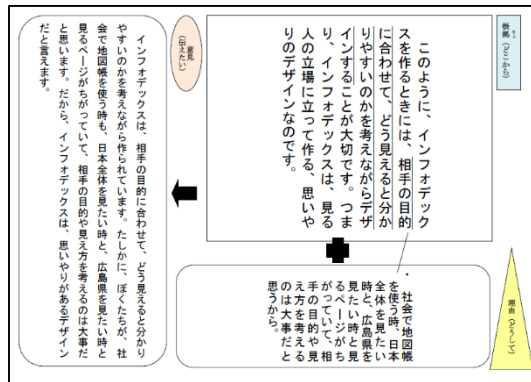 根拠(どこから)
このように、インフォデック
スを作るときには、相手の目的
に合わせて、どう見えると分か
りやすいのかを考えながらデザ
インすることが大切です。つま
り、インフォデックスは、見る
人の立場に立って作る、思いや
りのデザインなのです。
理由(どうして)
・社会で地図帳
を使う時、日本
全体を見たい
時と、広島県を
見たい時と見
るページがち
がっていて、相
手の目的や見
え方を考える
のは大事だと
思うから。
意見
(伝えたい)
インフォデックスは、相手の目的に合わせて、どう見えると分かり
やすいのかを考えながら作られています。たしかに、ぼくたちが、社
会で地図帳を使う時も、日本全体を見たい時と、広島県を見たい時と
見るページがちがっていて、相手の目的や見え方を考えるのは大事だ
と思います。だから、インフォデックスは、思いやりがあるデザイン
だと言えます。